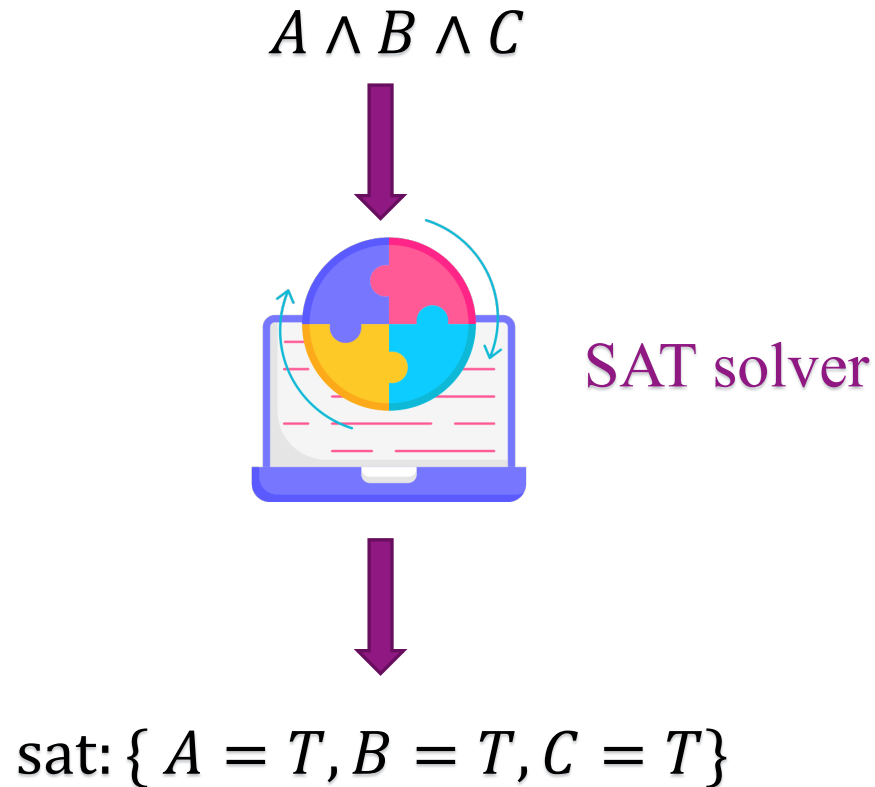 A ∧ B ∧ C
SAT solver
sat: { A = T, B = T, C = T}